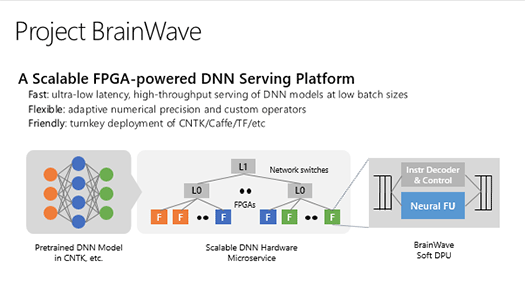 Project BrainWave
A Scalable FPGA-powered DNN Serving Platform
Fast: ultra-low latency, high-throughput serving of DNN models at low batch sizes
Flexible: adaptive numerical precision and custom operators
Friendly: turnkey deployment of CNTK/Caffe/TF/etc
L1
Network switches
L0
L0
FPGAs
F F F F F F
Instr Decoder
& Control
Neural FU
Pretrained DNN Model
in CNTK, etc.
Scalable DNN Hardware
Microservice
BrainWave
Soft DPU